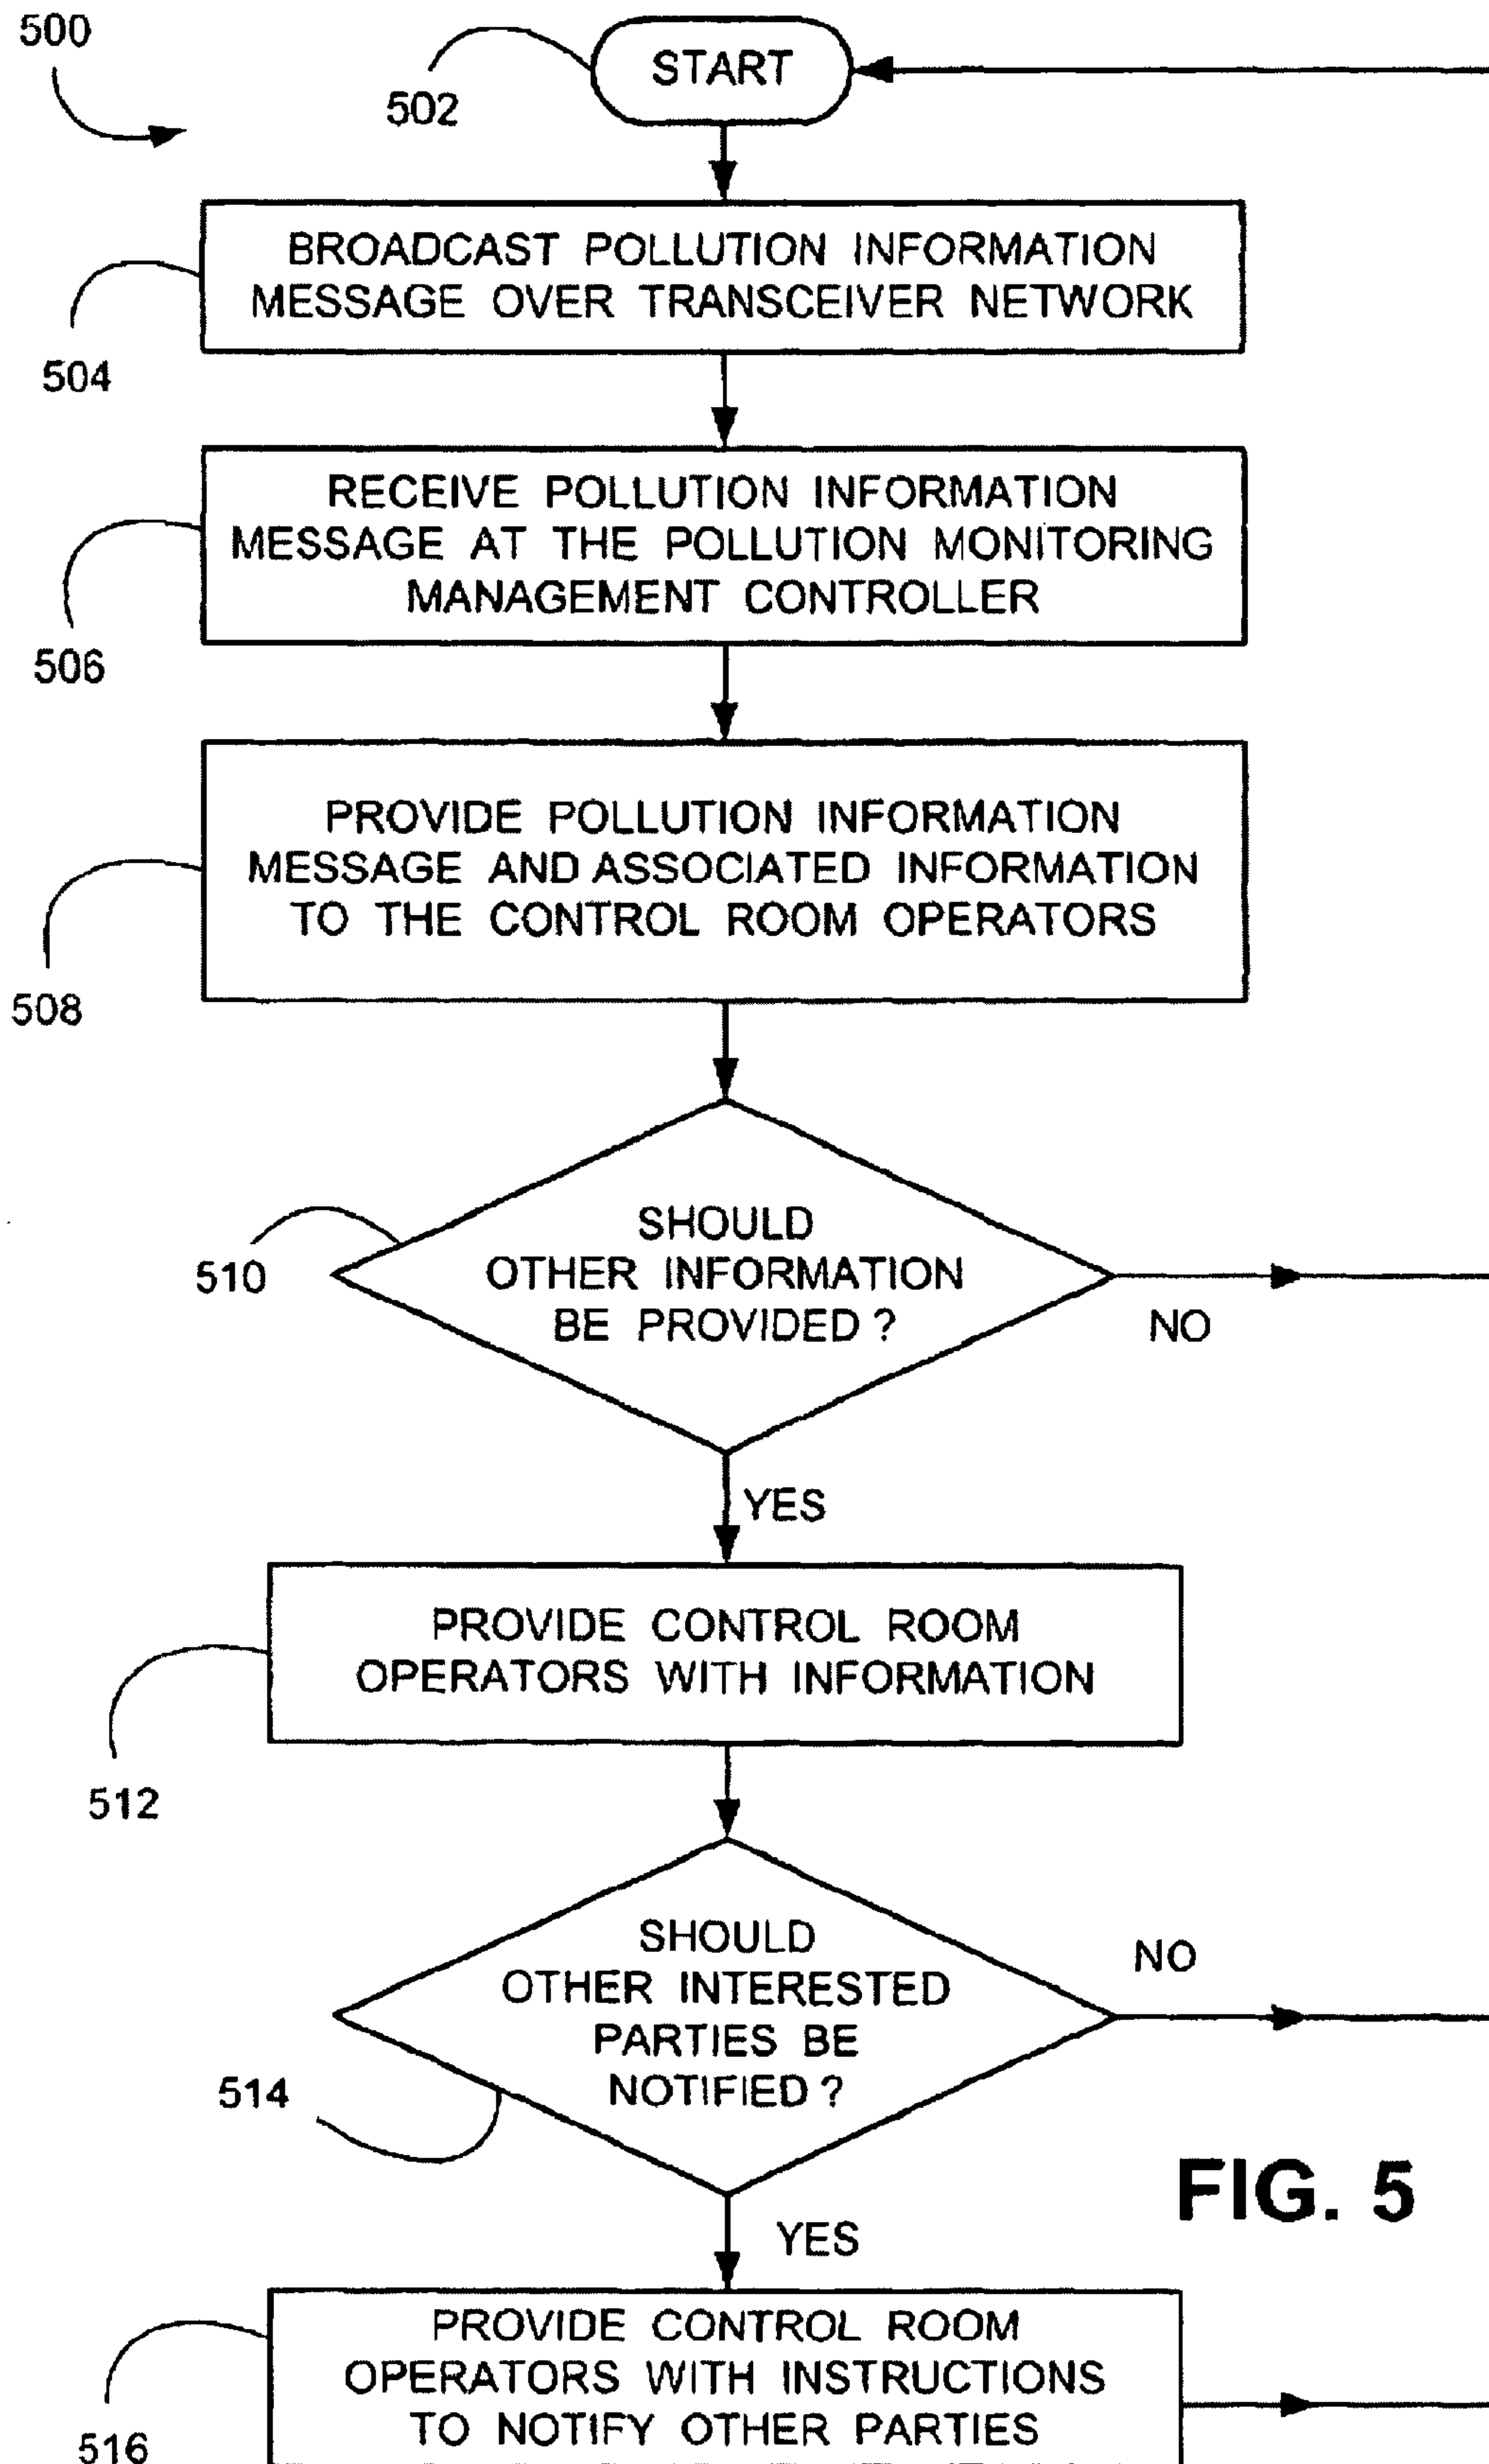 500
502
START
BROADCAST POLLUTION INFORMATION
MESSAGE OVER TRANSCEIVER NETWORK
504
RECEIVE POLLUTION INFORMATION
MESSAGE AT THE POLLUTION MONITORING
MANAGEMENT CONTROLLER
506
PROVIDE POLLUTION INFORMATION
MESSAGE AND ASSOCIATED INFORMATION
TO THE CONTROL ROOM OPERATORS
508
SHOULD
OTHER INFORMATION
BE PROVIDED ?
510
NO
YES
PROVIDE CONTROL ROOM
OPERATORS WITH INFORMATION
512
SHOULD
OTHER INTERESTED
PARTIES BE
NOTIFIED ?
NO
514
FIG. 5
YES
PROVIDE CONTROL ROOM
OPERATORS WITH INSTRUCTIONS
TO NOTIFY OTHER PARTIES
516